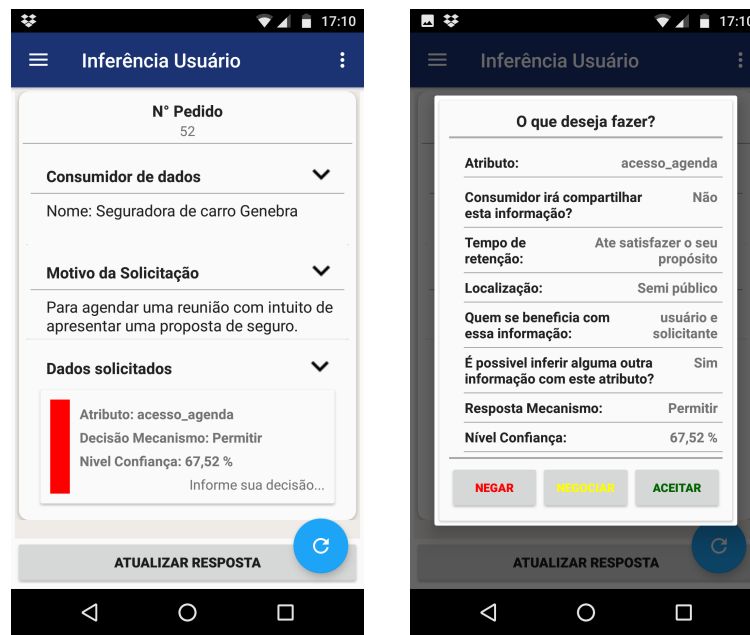 17:10
Inferência Usuário
N° Pedido
52
Consumidor de dados
Nome: Seguradora de carro Genebra
Motivo da Solicitação
Para agendar uma reunião com intuito de
apresentar uma proposta de seguro.
Dados solicitados
Atributo: acesso_agenda
Decisão Mecanismo: Permitir
Nivel Confiança: 67,52 %
Informe sua decisão...
ATUALIZAR RESPOSTA
17:10
Inferência Usuário
O que deseja fazer?
Atributo: acesso_agenda
Consumidor irá compartilhar Não
esta informação?
Tempo de Ate satisfazer o seu
retenção: propósito
Localização: Semi público
Quem se beneficia com usuário e
essa informação: solicitante
É possivel inferir alguma outra Sim
informação com este atributo?
Resposta Mecanismo: Permitir
Nível Confiança: 67,52 %
NEGAR NEGOCIAR ACEITAR
ATUALIZAR RESPOSTA